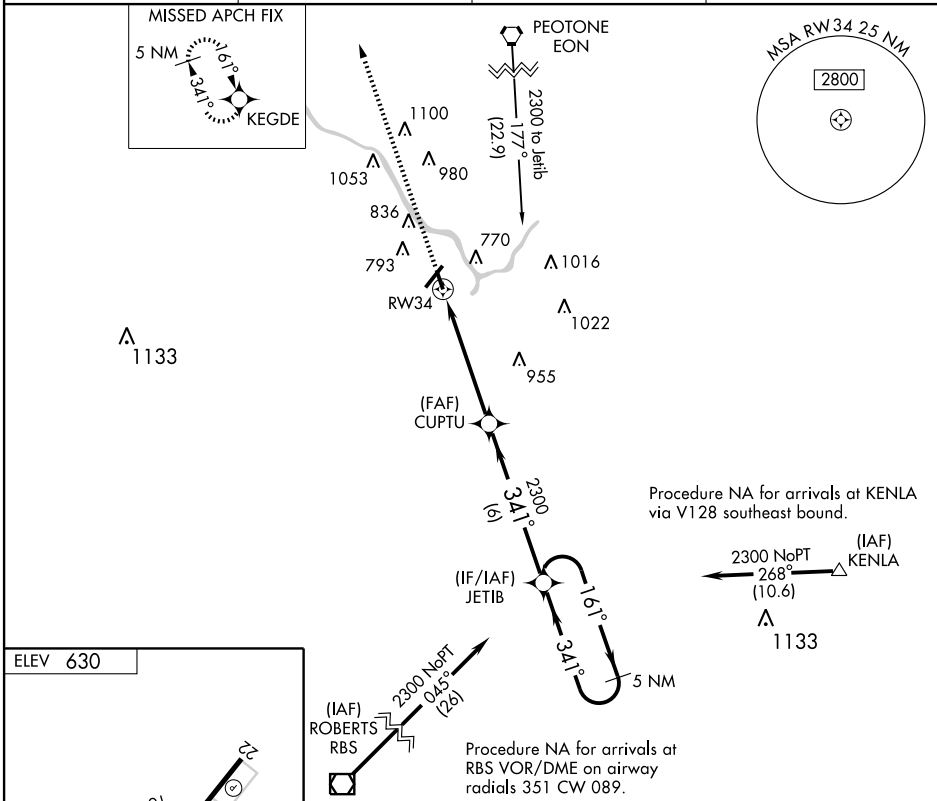 MISSED APCH FIX
5 NM
161°
341°
KEGDE
PEOTONE
EON
2300 to Jetib
177°
(22.9)
MSA RW34 25 NM
2800
1100
1053
980
836
793
770
1016
RW34
1022
1133
955
(FAF)
CUPTU
2300
341°
(6)
Procedure NA for arrivals at KENLA
via V128 southeast bound.
(IAF)
KENLA
2300 NoPT
268°
(10.6)
1133
(IF/IAF)
JETIB
161°
341°
5 NM
ELEV 630
2300 NoPT
045°
(26)
(IAF)
ROBERTS
RBS
Procedure NA for arrivals at
RBS VOR/DME on airway
radials 351 CW 089.
22
P